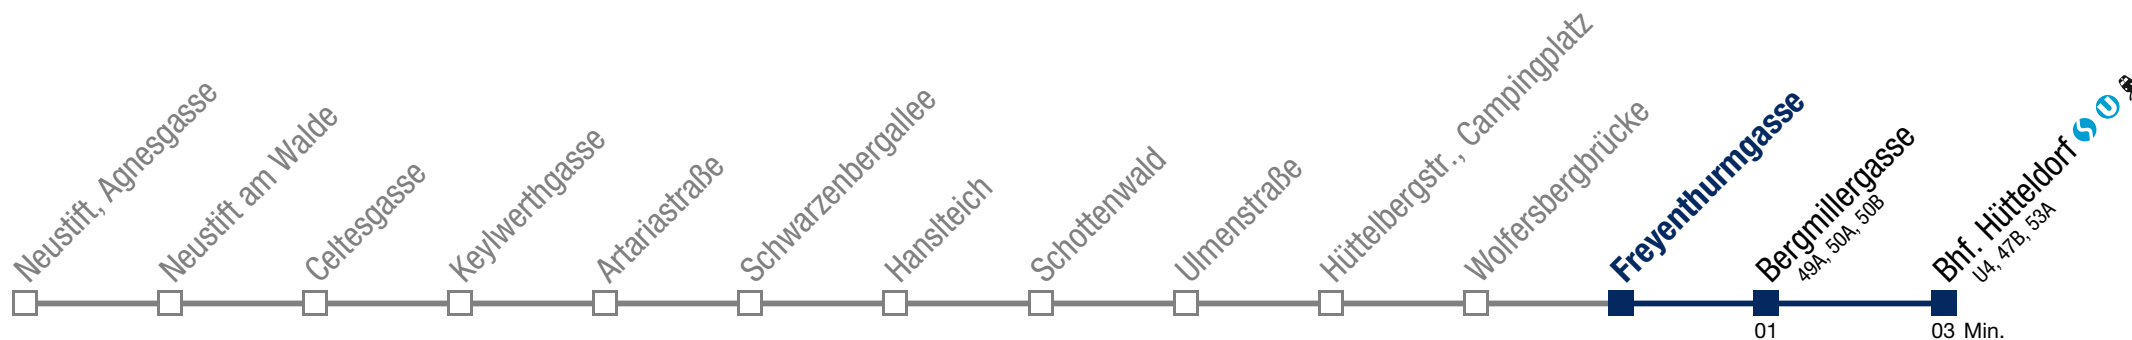 Neustift, Agnesgasse
Neustift am Walde
Celtesgasse
Keylwerthgasse
Artariastraße
Schwarzenbergallee
Hanslteich
Schottenwald
Ulmenstraße
Hüttelbergstr., Campingplatz
Wolfersbergbrücke
Freyenthurmgasse
Bergmillergasse
49A, 50A, 50B
Bhf. Hütteldorf
U4, 47B, 53A
01
03 Min.